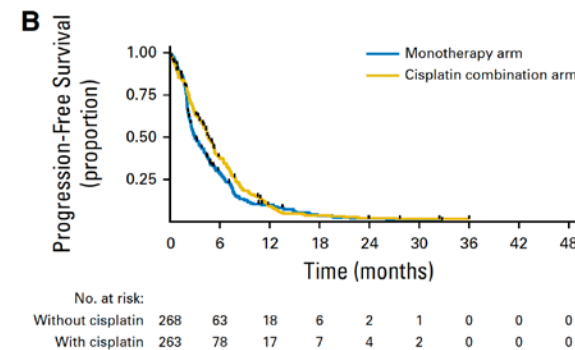 B
Progression-Free Survival
(proportion)
1.00
0.75
0.50
0.25
Monotherapy arm
Cisplatin combination arm
0 6 12 18 24 30 36 42 48
Time (months)
No. at risk:
Without cisplatin 268 63 18 6 2 1 0 0 0
With cisplatin 263 78 17 7 4 2 0 0 0